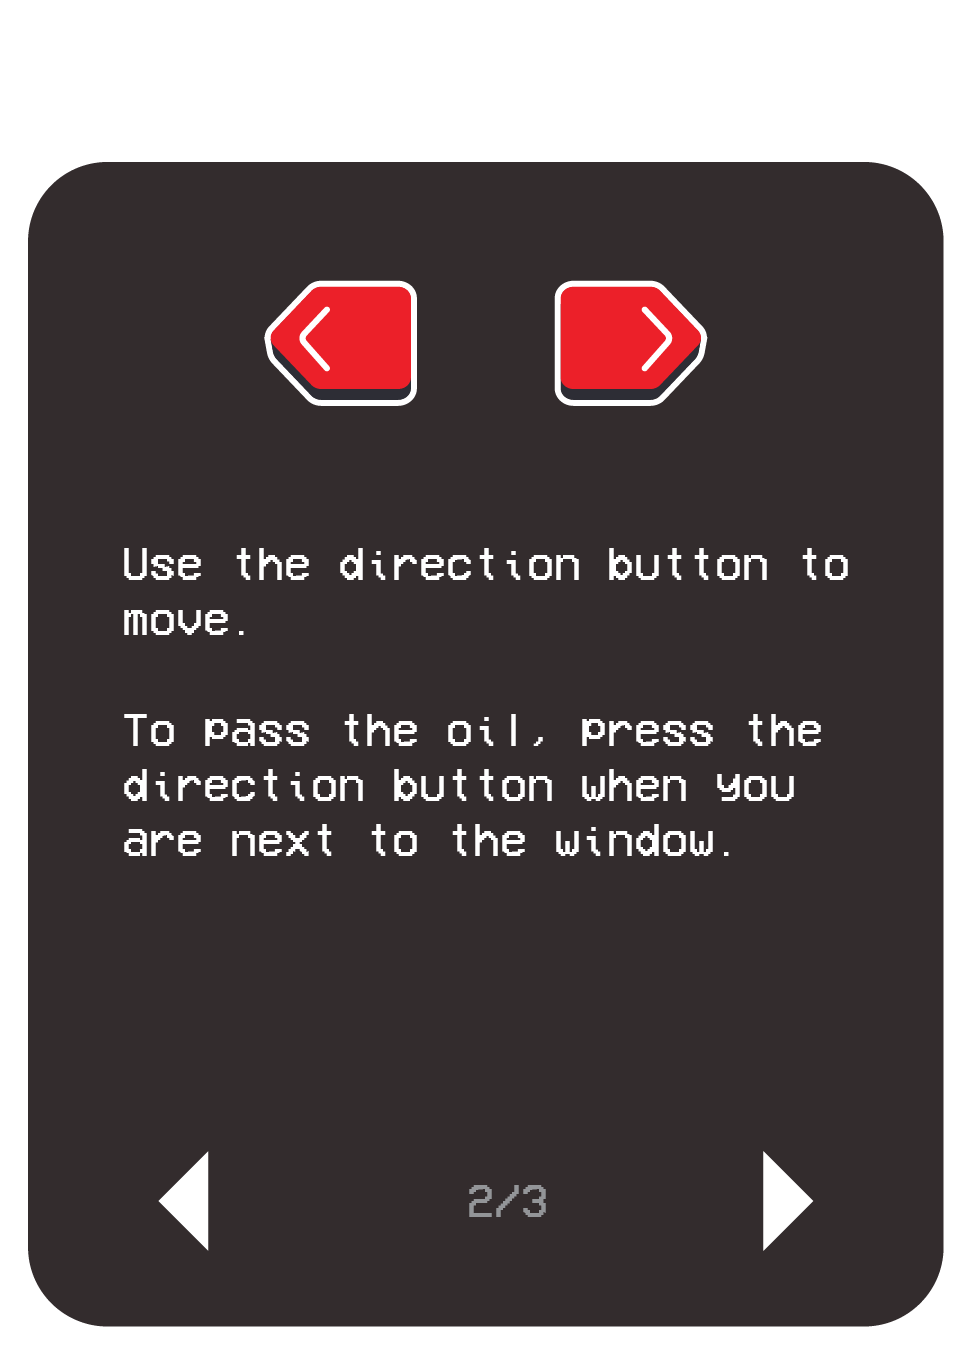 Use the direction button to
move.
To pass the oil, press the
direction button when you
are next to the window.
2/3